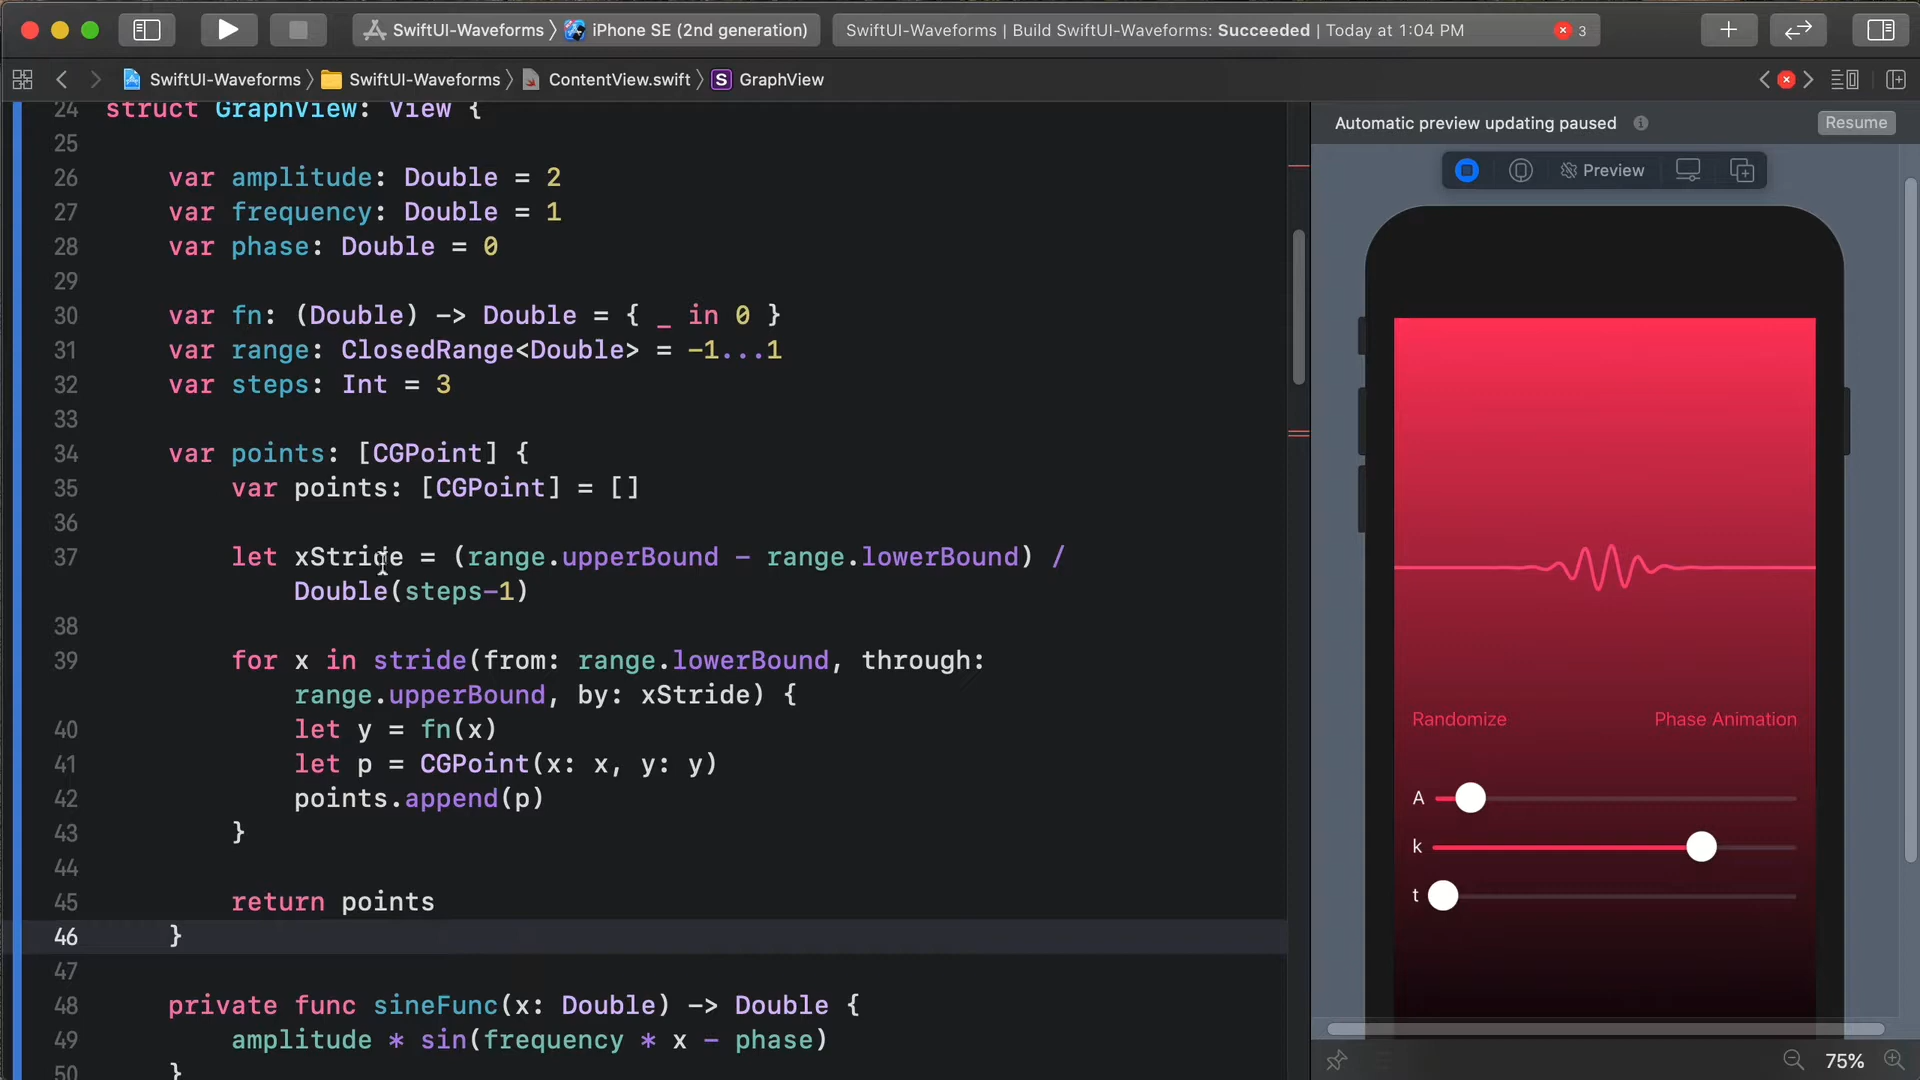 SwiftUI-Waveforms 〉 iPhone SE (2nd generation)
SwiftUI-Waveforms | Build SwiftUI-Waveforms: Succeeded | Today at 1:04 PM
3
SwiftUI-Waveforms 〉 SwiftUI-Waveforms 〉 ContentView.swift 〉 S GraphView
24 struct GraphView: View {
25
26 var amplitude: Double = 2
27 var frequency: Double = 1
28 var phase: Double = 0
29
30 var fn: (Double) -> Double = { _ in 0 }
31 var range: ClosedRange<Double> = -1...1
32 var steps: Int = 3
33
34 var points: [CGPoint] {
35 var points: [CGPoint] = []
36
37 let xStride = (range.upperBound - range.lowerBound) /
Double(steps-1)
38
39 for x in stride(from: range.lowerBound, through:
range.upperBound, by: xStride) {
40 let y = fn(x)
41 let p = CGPoint(x: x, y: y)
42 points.append(p)
43 }
44
45 return points
46 }
47
48 private func sineFunc(x: Double) -> Double {
49 amplitude * sin(frequency * x - phase)
50 }
Automatic preview updating paused
Resume
Preview
Randomize
Phase Animation
A
k
t
75%